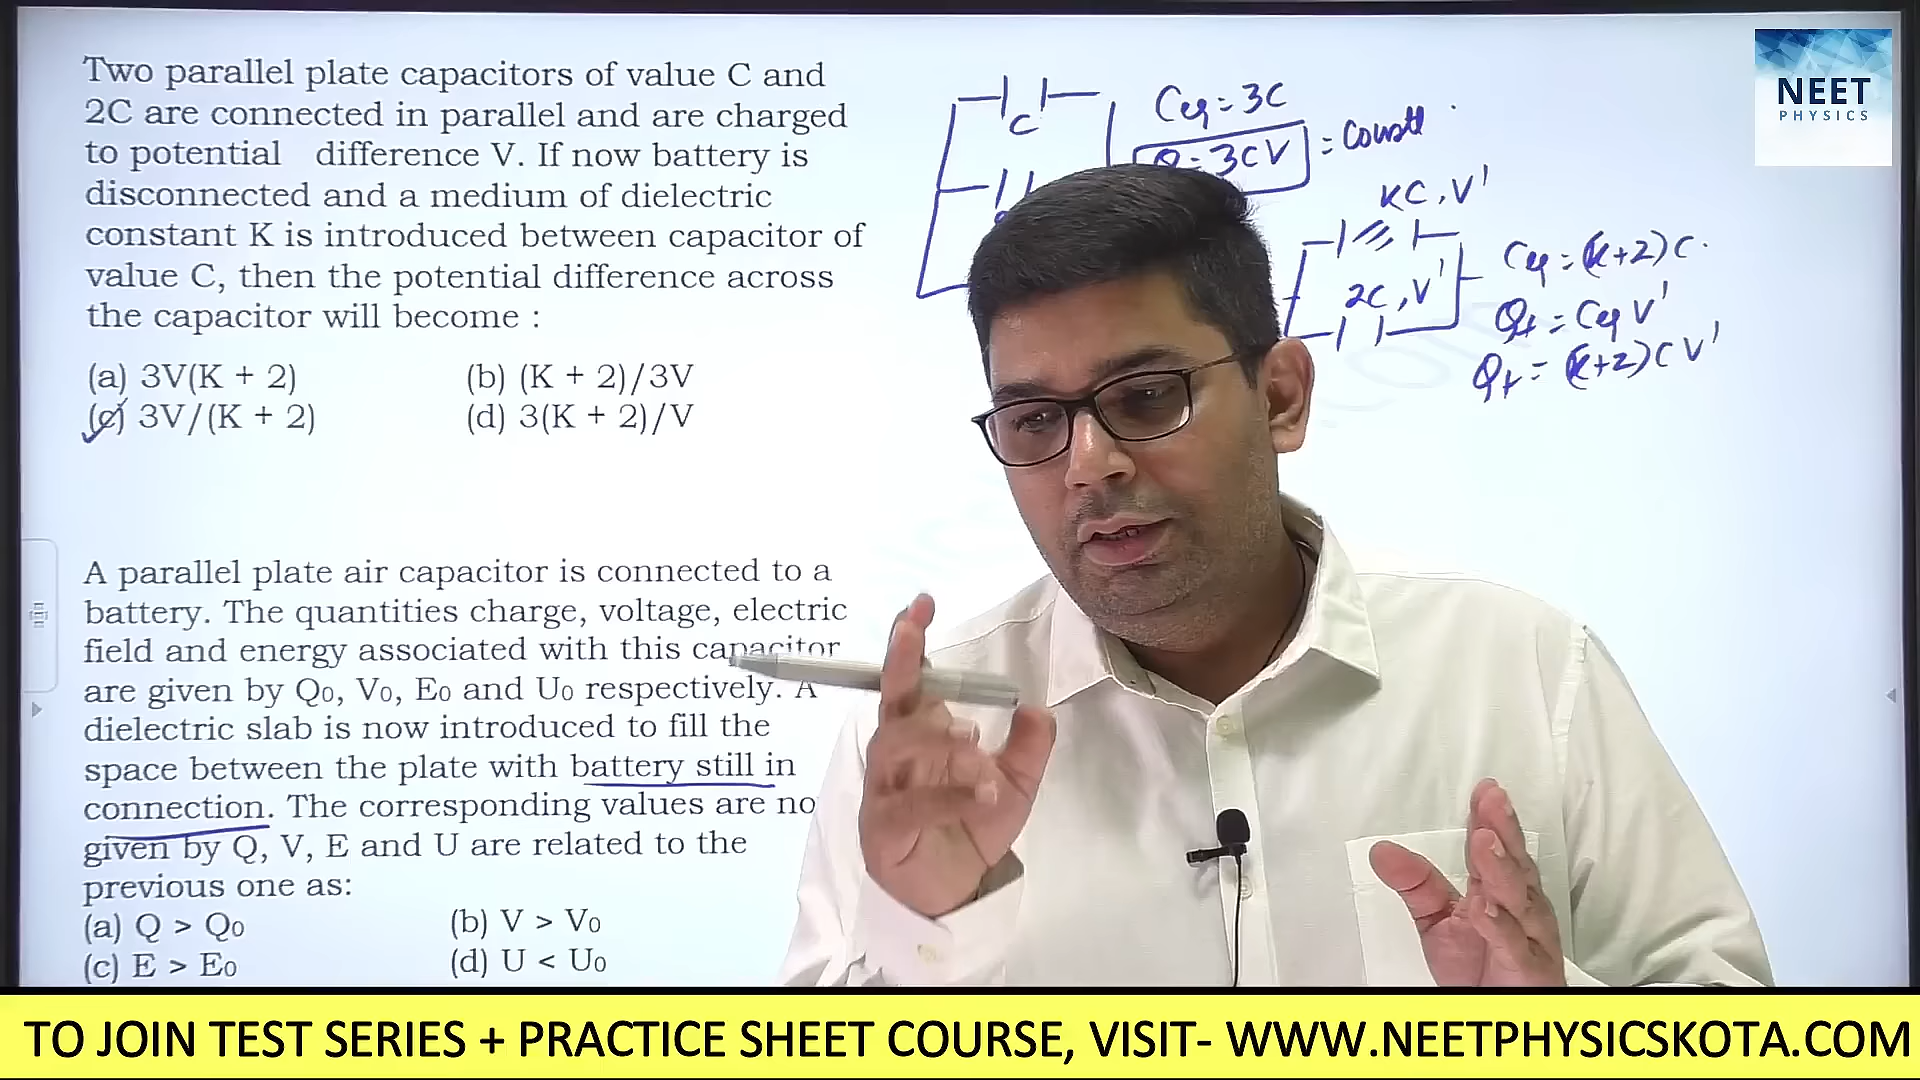 Two parallel plate capacitors of value C and
2C are connected in parallel and are charged
to potential difference V. If now battery is
disconnected and a medium of dielectric
constant K is introduced between capacitor of
value C, then the potential difference across
the capacitor will become :
(a) 3V(K + 2) (b) (K + 2)/3V
(c) 3V/(K + 2) (d) 3(K + 2)/V
A parallel plate air capacitor is connected to a
battery. The quantities charge, voltage, electric
field and energy associated with this capacitor
are given by Q₀, V₀, E₀ and U₀ respectively. A
dielectric slab is now introduced to fill the
space between the plate with battery still in
connection. The corresponding values are no
given by Q, V, E and U are related to the
previous one as:
(a) Q > Q₀ (b) V > V₀
(c) E > E₀ (d) U < U₀
C
Ceq = 3C
Q = 3CV = Constt
KC, V'
2C, V'
Ceq = (K+2)C
Qt = Ceq V'
Qt = (K+2)CV'
NEET
PHYSICS
TO JOIN TEST SERIES + PRACTICE SHEET COURSE, VISIT- WWW.NEETPHYSICSKOTA.COM